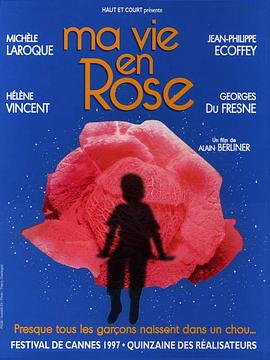 HAUT ET COURT présente
MICHÈLE
LAROQUE
JEAN-PHILIPPE
ECOFFEY
ma vie
en
Rose
HÉLÈNE
VINCENT
GEORGES
DU FRESNE
Un film de
ALAIN BERLINER
Presque tous les garçons naissent dans un chou...
FESTIVAL DE CANNES 1997 • QUINZAINE DES RÉALISATEURS